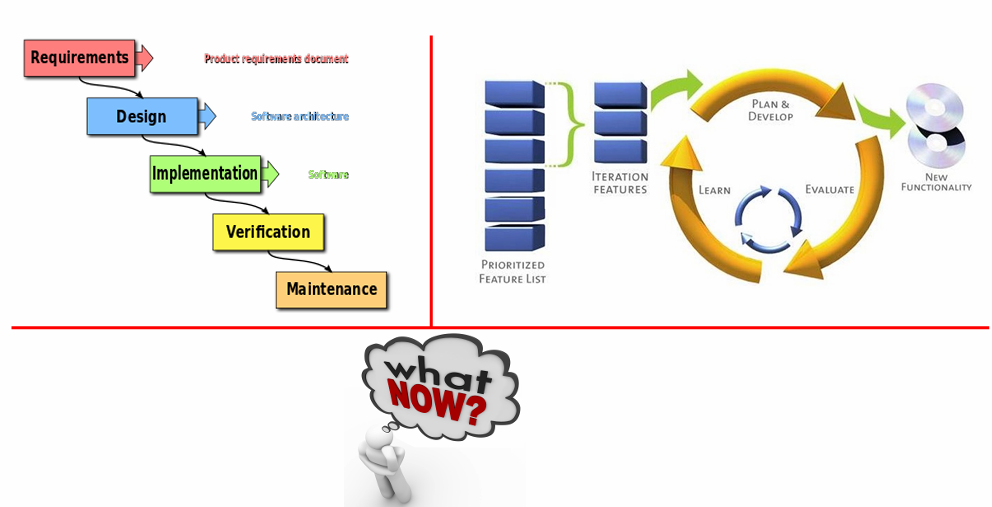 Requirements
Product requirements document
Design
Software architecture
Implementation
Software
Verification
Maintenance
PRIORITIZED
FEATURE LIST
ITERATION
FEATURES
PLAN &
DEVELOP
LEARN
EVALUATE
NEW
FUNCTIONALITY
what
NOW?